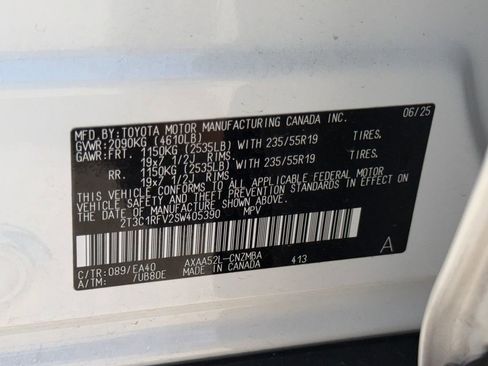 MFD.BY: TOYOTA MOTOR MANUFACTURING CANADA INC. 06/25
GVWR: 2090KG (4610LB)
GAWR: FRT. 1150KG (2535LB) WITH 235/55R19 TIRES.
19x7 1/2J RIMS.
RR. 1150KG (2535LB) WITH 235/55R19 TIRES.
19x7 1/2J RIMS.
THIS VEHICLE CONFORMS TO ALL APPLICABLE FEDERAL MOTOR
VEHICLE SAFETY AND THEFT PREVENTION STANDARDS IN EFFECT
ON THE DATE OF MANUFACTURE SHOWN ABOVE.
2T3C1RFV2SW405390 MPV
A
C/TR: 089/EA40 AXAA52L-CNZMBA 413
A/TM: /UB80E MADE IN CANADA